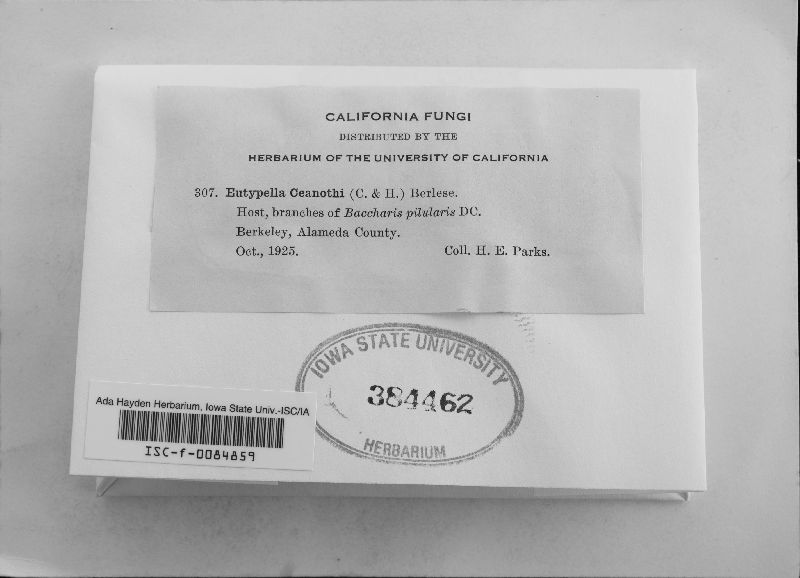 CALIFORNIA FUNGI
DISTRIBUTED BY THE
HERBARIUM OF THE UNIVERSITY OF CALIFORNIA
307. Eutypella Ceanothi (C. & H.) Berlese.
Host, branches of Baccharis pilularis DC.
Berkeley, Alameda County.
Oct., 1925. Coll. H. E. Parks.
IOWA STATE UNIVERSITY
384462
HERBARIUM
Ada Hayden Herbarium, Iowa State Univ.-ISC/IA
ISC-f-0084859